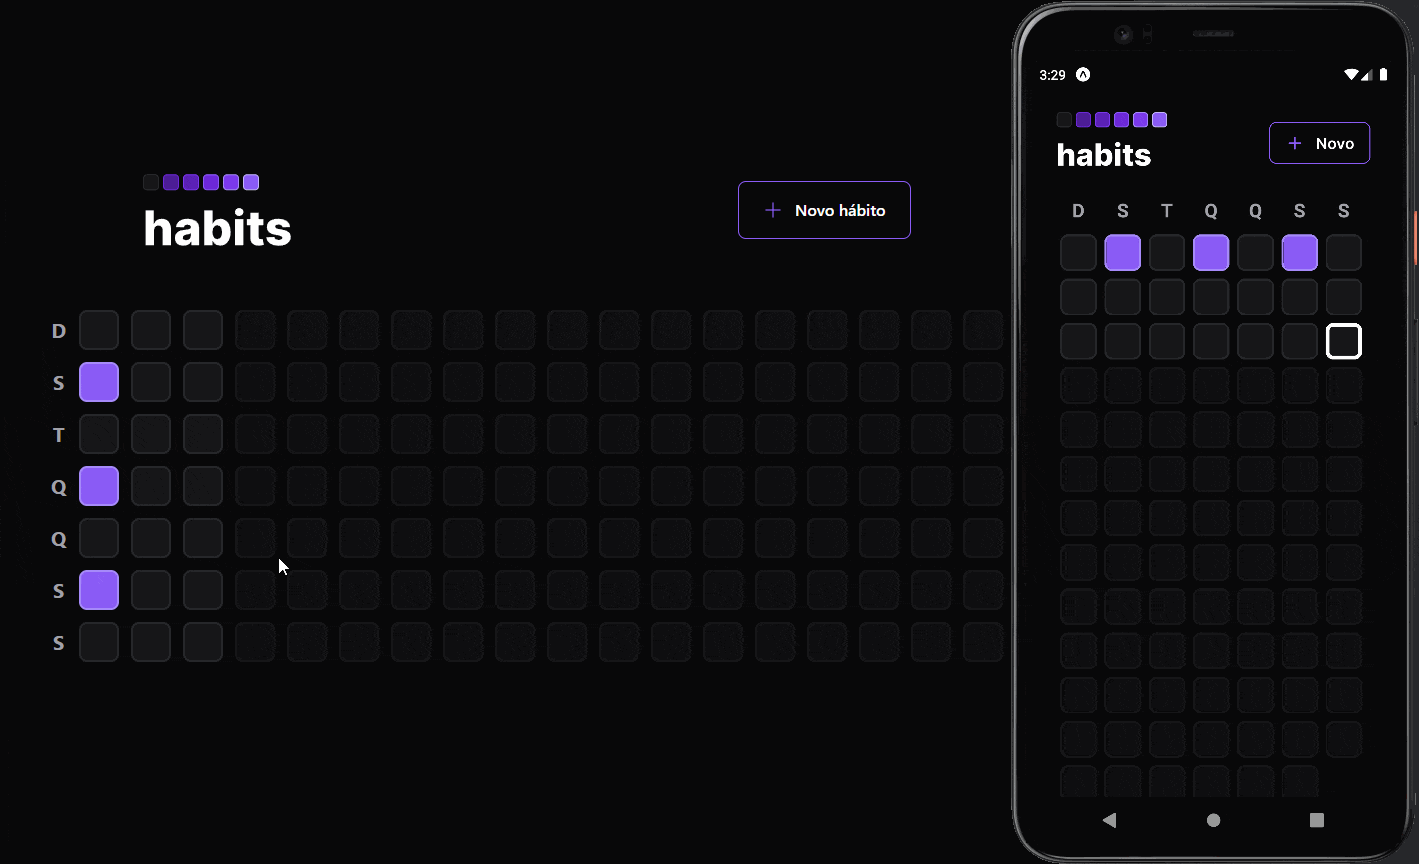 habits
+ Novo hábito
D
S
T
Q
Q
S
S
3:29
habits
+ Novo
D S T Q Q S S